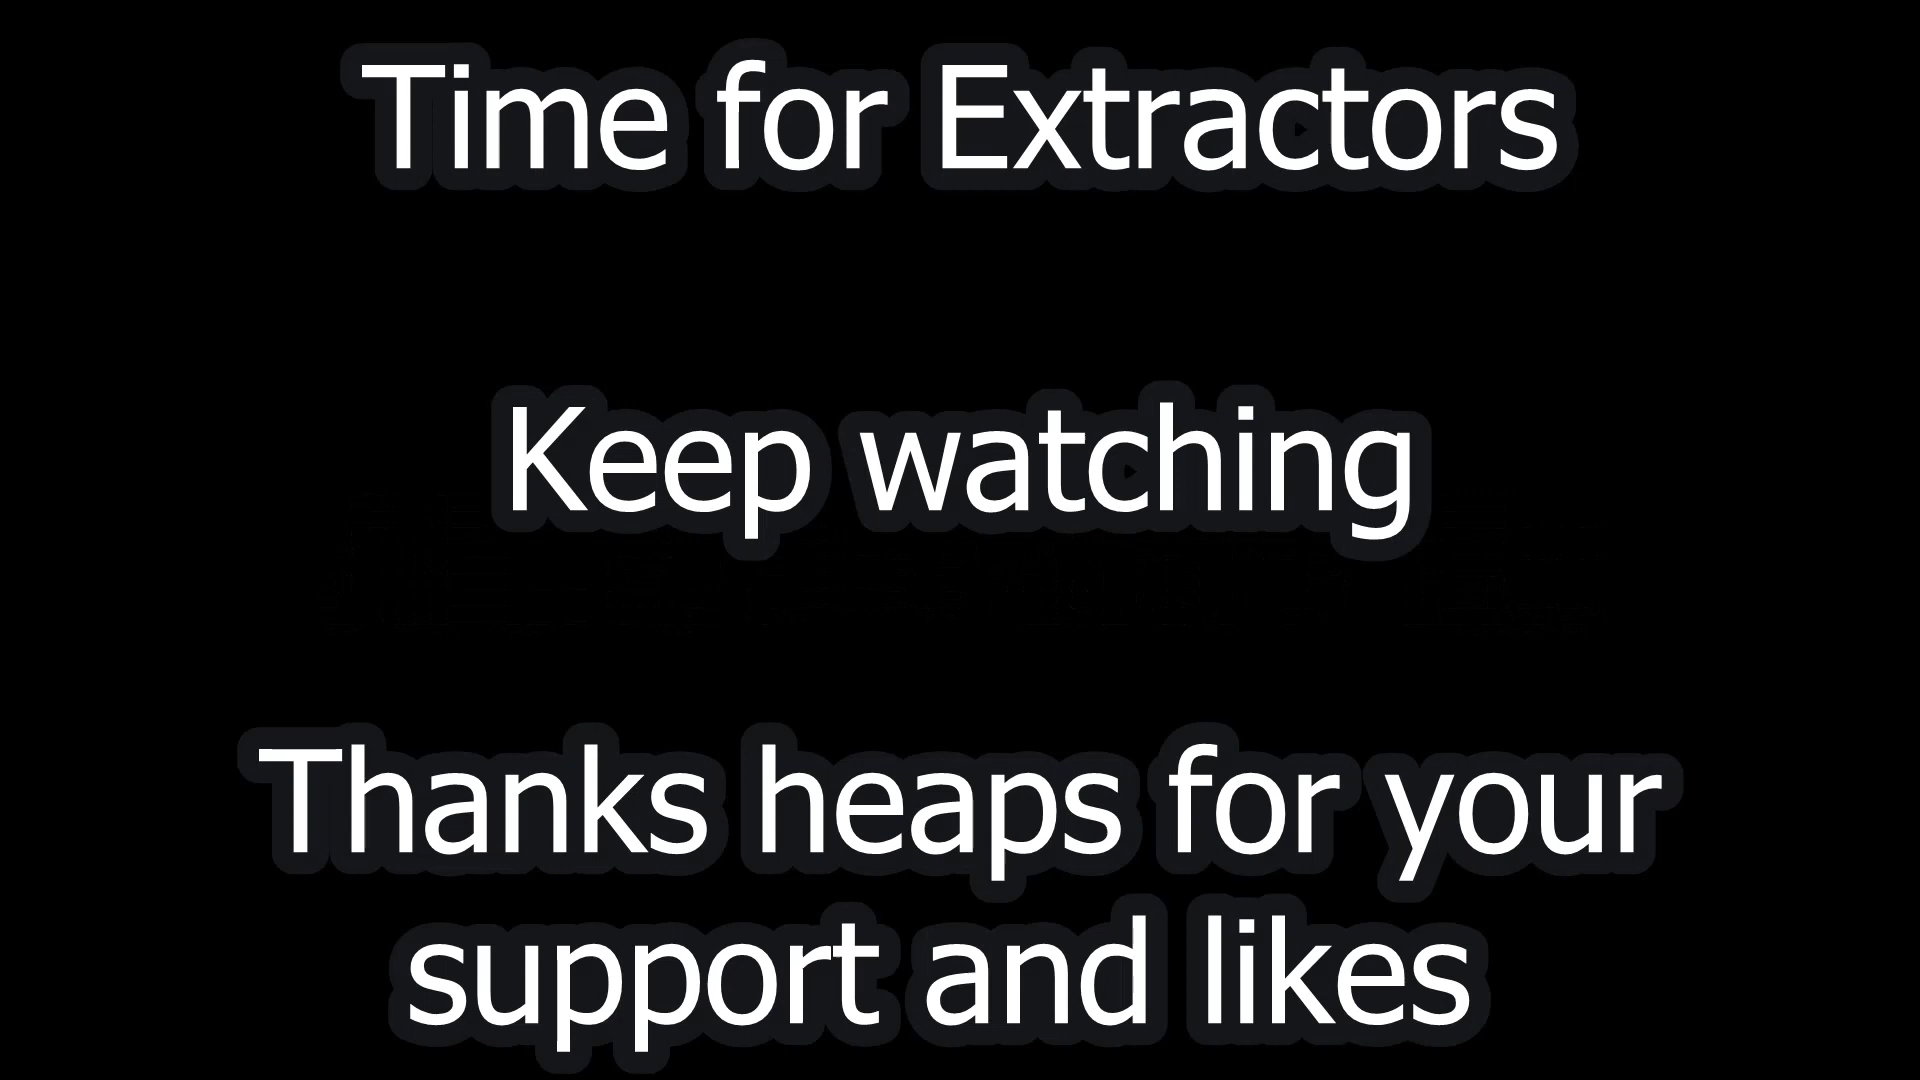 Time for Extractors
Keep watching
Thanks heaps for your
support and likes